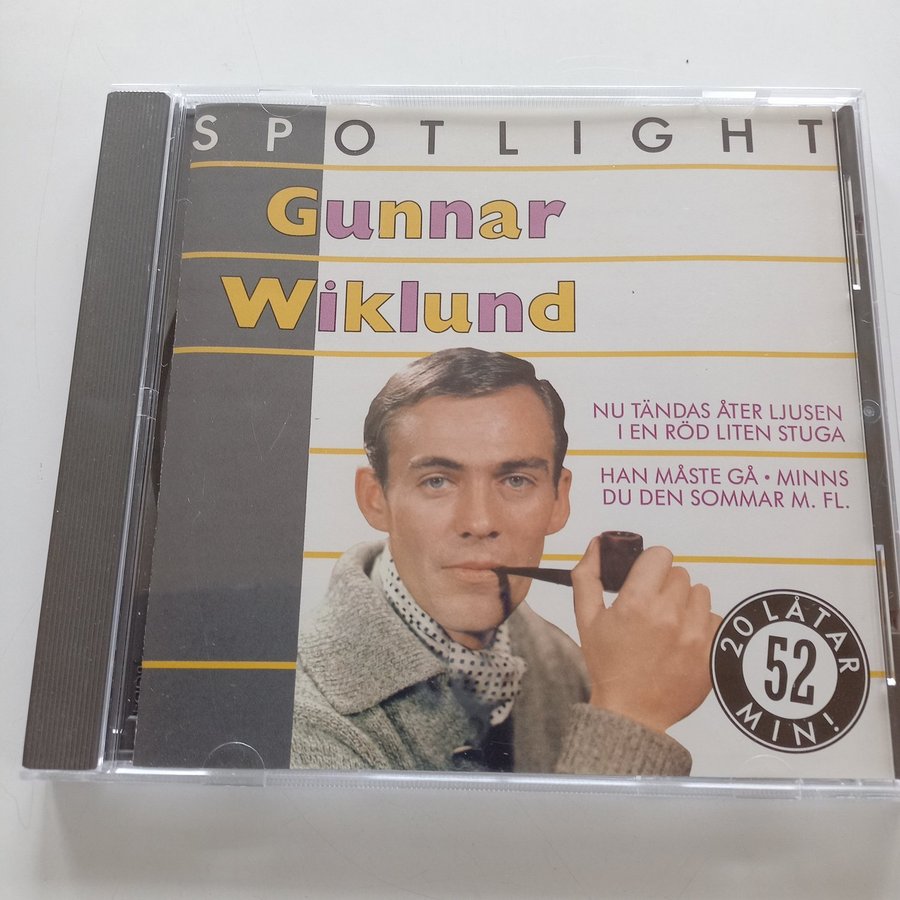 SPOTLIGHT
Gunnar
Wiklund
NU TÄNDAS ÅTER LJUSEN
I EN RÖD LITEN STUGA
HAN MÅSTE GÅ • MINNS
DU DEN SOMMAR M. FL.
20 LÅTAR
52
MIN!